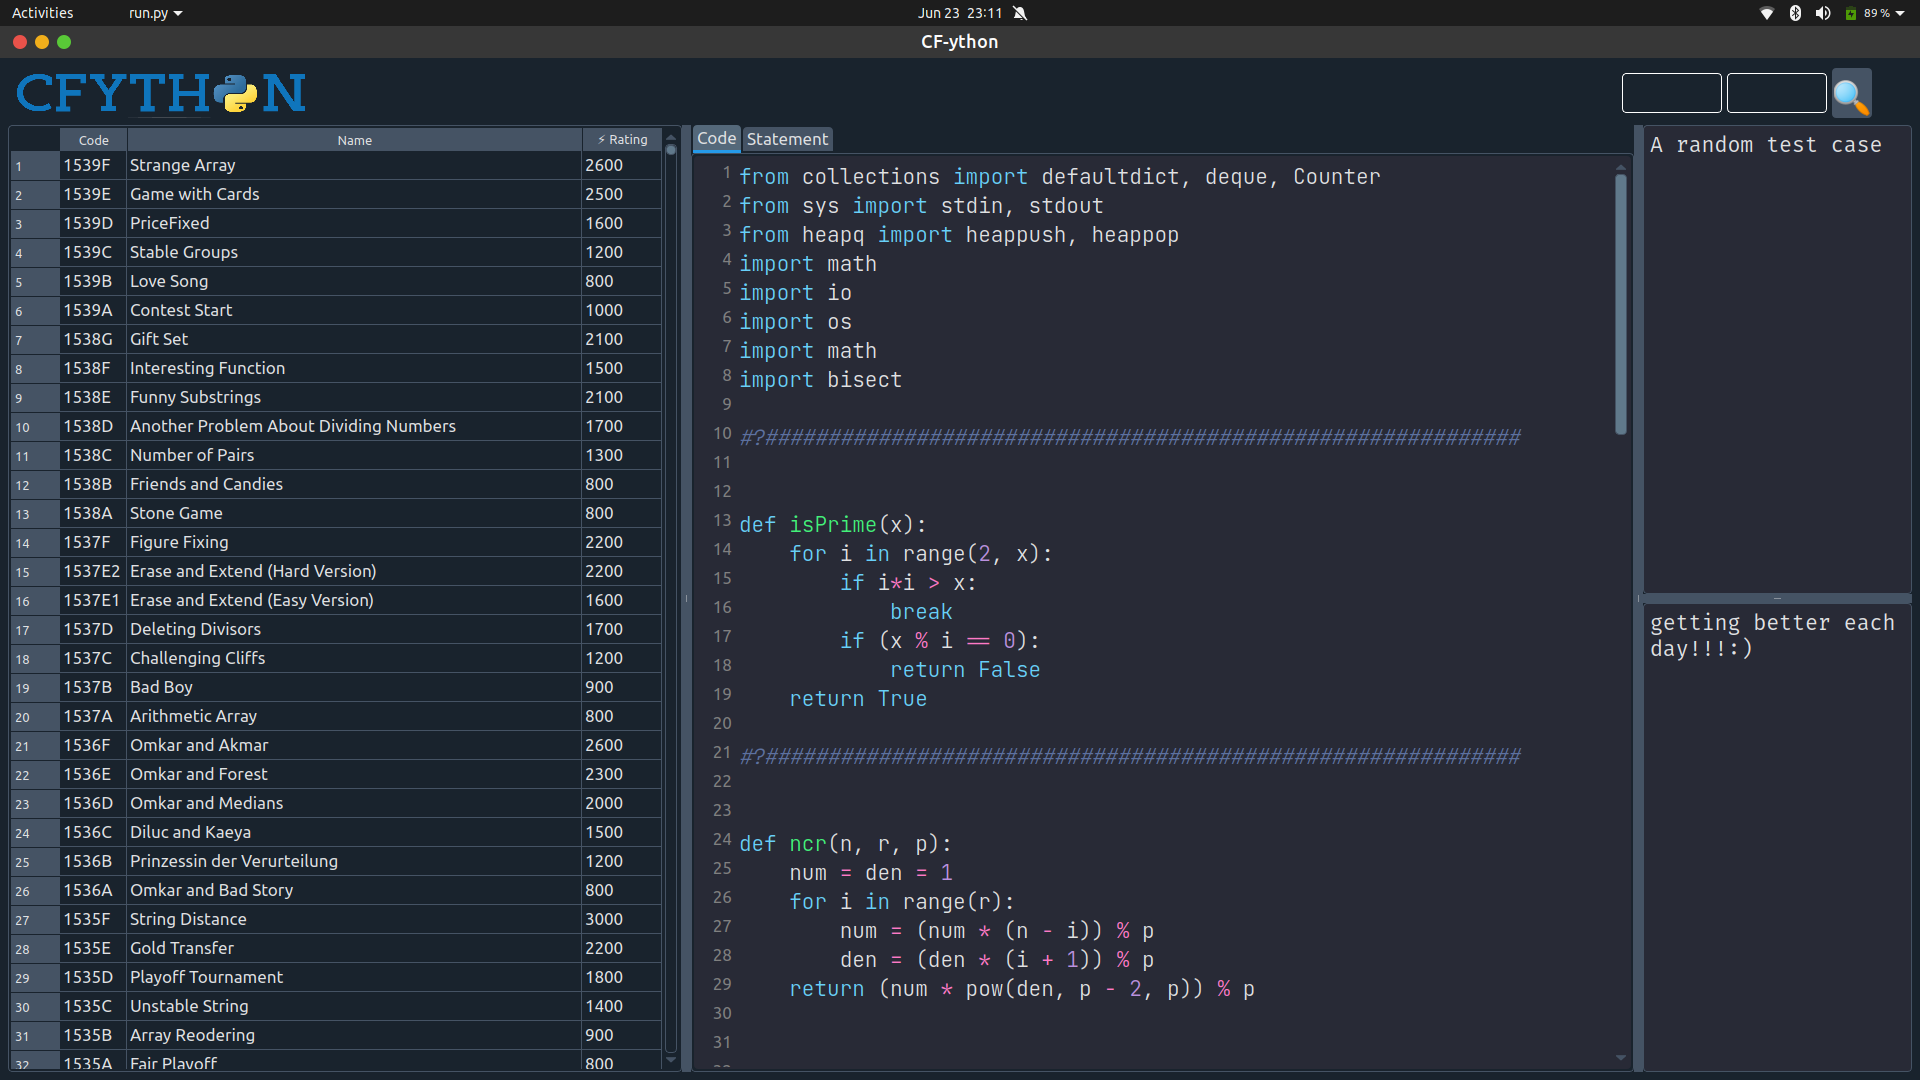 Activities run.py Jun 23 23:11 89 %
CF-ython
CFYTHON
Code Name ⚡ Rating
1 1539F Strange Array 2600
2 1539E Game with Cards 2500
3 1539D PriceFixed 1600
4 1539C Stable Groups 1200
5 1539B Love Song 800
6 1539A Contest Start 1000
7 1538G Gift Set 2100
8 1538F Interesting Function 1500
9 1538E Funny Substrings 2100
10 1538D Another Problem About Dividing Numbers 1700
11 1538C Number of Pairs 1300
12 1538B Friends and Candies 800
13 1538A Stone Game 800
14 1537F Figure Fixing 2200
15 1537E2 Erase and Extend (Hard Version) 2200
16 1537E1 Erase and Extend (Easy Version) 1600
17 1537D Deleting Divisors 1700
18 1537C Challenging Cliffs 1200
19 1537B Bad Boy 900
20 1537A Arithmetic Array 800
21 1536F Omkar and Akmar 2600
22 1536E Omkar and Forest 2300
23 1536D Omkar and Medians 2000
24 1536C Diluc and Kaeya 1500
25 1536B Prinzessin der Verurteilung 1200
26 1536A Omkar and Bad Story 800
27 1535F String Distance 3000
28 1535E Gold Transfer 2200
29 1535D Playoff Tournament 1800
30 1535C Unstable String 1400
31 1535B Array Reodering 900
32 1535A Fair Playoff 800
Code Statement
1 from collections import defaultdict, deque, Counter
2 from sys import stdin, stdout
3 from heapq import heappush, heappop
4 import math
5 import io
6 import os
7 import math
8 import bisect
9
10 #?############################################################
11
12
13 def isPrime(x):
14     for i in range(2, x):
15         if i*i > x:
16             break
17         if (x % i == 0):
18             return False
19     return True
20
21 #?############################################################
22
23
24 def ncr(n, r, p):
25     num = den = 1
26     for i in range(r):
27         num = (num * (n - i)) % p
28         den = (den * (i + 1)) % p
29     return (num * pow(den, p - 2, p)) % p
30
31
A random test case
getting better each
day!!!:)